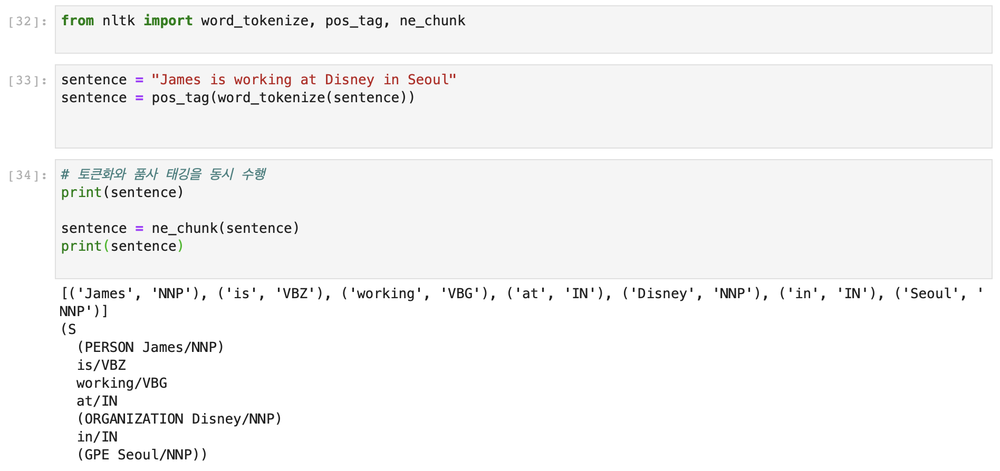 [32]: from nltk import word_tokenize, pos_tag, ne_chunk
[33]: sentence = "James is working at Disney in Seoul"
sentence = pos_tag(word_tokenize(sentence))
[34]: # 토큰화와 품사 태깅을 동시 수행
print(sentence)
sentence = ne_chunk(sentence)
print(sentence)
[('James', 'NNP'), ('is', 'VBZ'), ('working', 'VBG'), ('at', 'IN'), ('Disney', 'NNP'), ('in', 'IN'), ('Seoul', '
NNP')]
(S
  (PERSON James/NNP)
  is/VBZ
  working/VBG
  at/IN
  (ORGANIZATION Disney/NNP)
  in/IN
  (GPE Seoul/NNP))